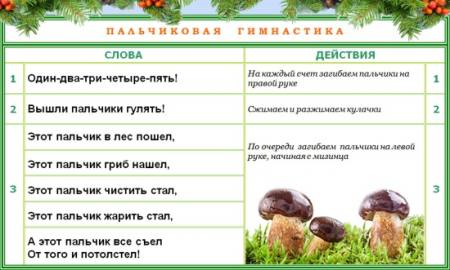 ПАЛЬЧИКОВАЯ ГИМНАСТИКА
СЛОВА ДЕЙСТВИЯ
1 Один-два-три-четыре-пять! На каждый счет загибаем пальчики на
правой руке 1
2 Вышли пальчики гулять! Сжимаем и разжимаем кулачки 2
3
Этот пальчик в лес пошел,
Этот пальчик гриб нашел,
Этот пальчик чистить стал,
Этот пальчик жарить стал,
А этот пальчик все съел
От того и потолстел!
По очереди загибаем пальчики на левой
руке, начиная с мизинца
3